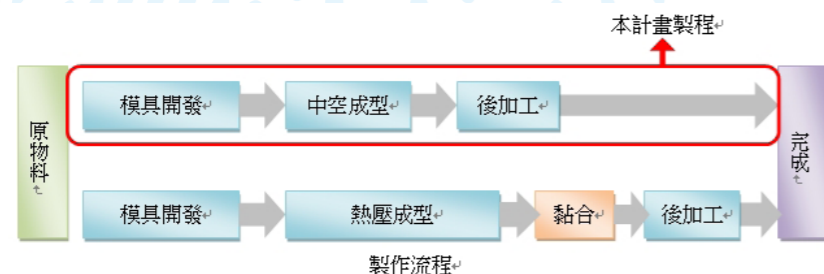 本計畫製程
原物料
模具開發
中空成型
後加工
完成
模具開發
熱壓成型
黏合
後加工
製作流程